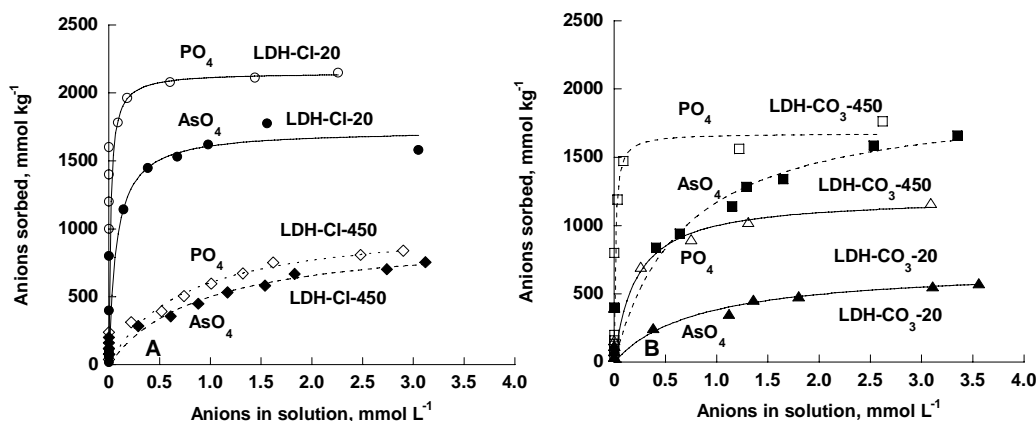 2500
2000
1500
1000
500
0
Anions sorbed, mmol kg⁻¹
PO₄
LDH-Cl-20
AsO₄
LDH-Cl-20
LDH-Cl-450
PO₄
LDH-Cl-450
AsO₄
A
0 0.5 1.0 1.5 2.0 2.5 3.0 3.5 4.0
Anions in solution, mmol L⁻¹
2500
2000
1500
1000
500
0
Anions sorbed, mmol kg⁻¹
PO₄
LDH-CO₃-450
AsO₄
LDH-CO₃-450
PO₄
LDH-CO₃-20
LDH-CO₃-20
AsO₄
B
0.0 0.5 1.0 1.5 2.0 2.5 3.0 3.5 4.0
Anions in solution, mmol L⁻¹